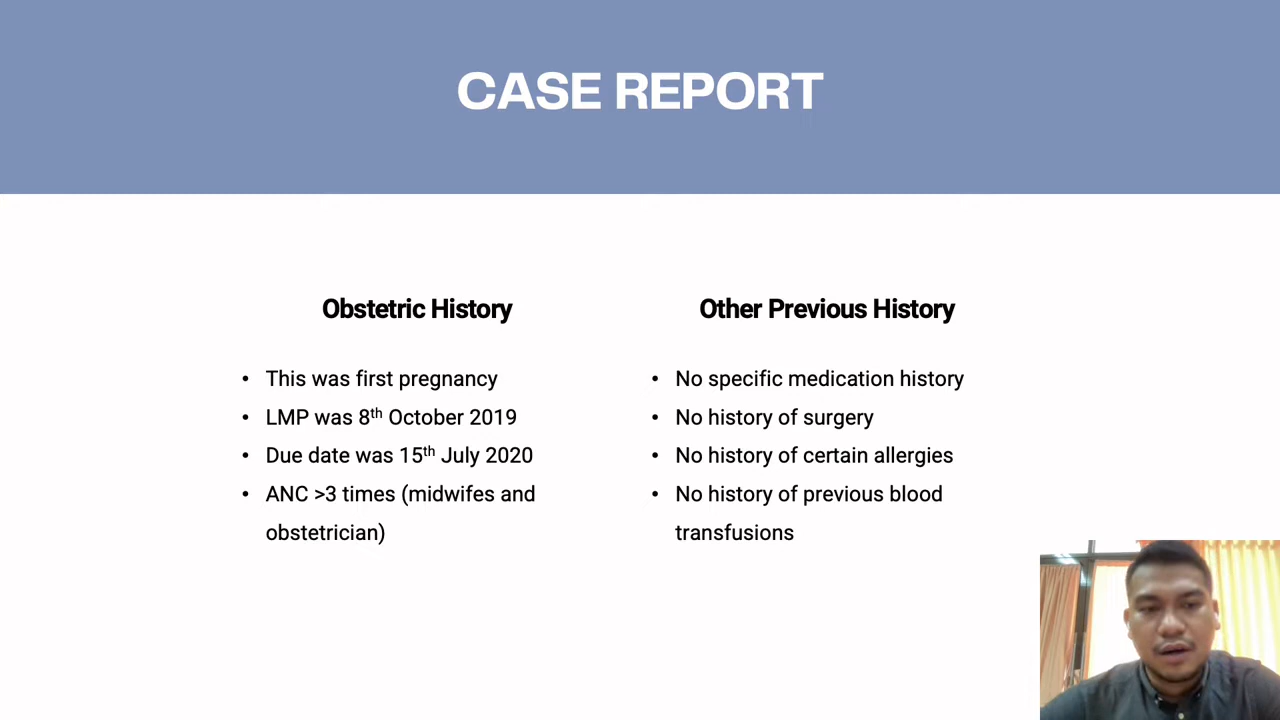 CASE REPORT
Obstetric History
• This was first pregnancy
• LMP was 8th October 2019
• Due date was 15th July 2020
• ANC >3 times (midwifes and
obstetrician)
Other Previous History
• No specific medication history
• No history of surgery
• No history of certain allergies
• No history of previous blood
transfusions